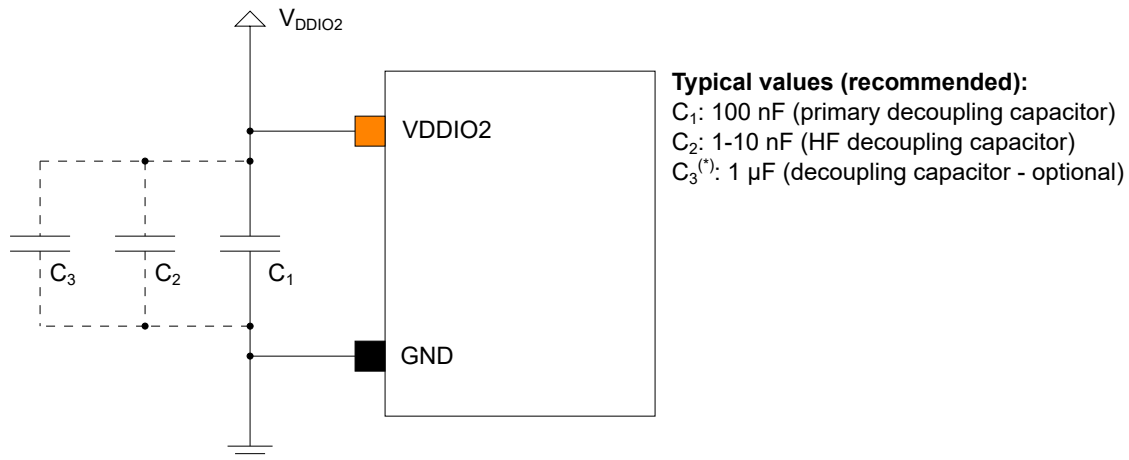 V_DDIO2
VDDIO2
GND
C₃
C₂
C₁
Typical values (recommended):
C₁: 100 nF (primary decoupling capacitor)
C₂: 1-10 nF (HF decoupling capacitor)
C₃⁽*⁾: 1 µF (decoupling capacitor - optional)